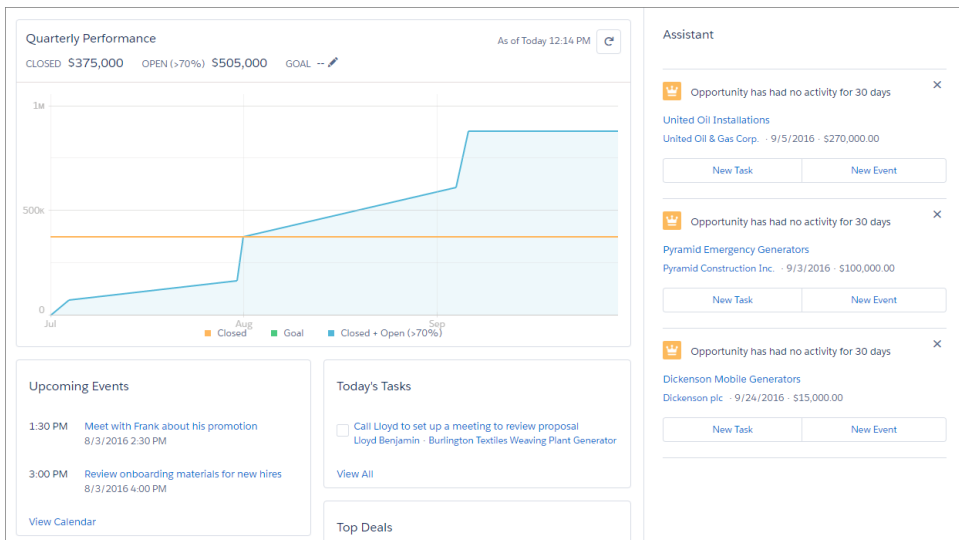 Quarterly Performance
As of Today 12:14 PM
CLOSED $375,000 OPEN (>70%) $505,000 GOAL --
1M
500K
0
Jul Aug Sep
Closed Goal Closed + Open (>70%)
Upcoming Events
1:30 PM Meet with Frank about his promotion
8/3/2016 2:30 PM
3:00 PM Review onboarding materials for new hires
8/3/2016 4:00 PM
View Calendar
Today's Tasks
Call Lloyd to set up a meeting to review proposal
Lloyd Benjamin · Burlington Textiles Weaving Plant Generator
View All
Top Deals
Assistant
Opportunity has had no activity for 30 days
United Oil Installations
United Oil & Gas Corp. · 9/5/2016 · $270,000.00
New Task New Event
Opportunity has had no activity for 30 days
Pyramid Emergency Generators
Pyramid Construction Inc. · 9/3/2016 · $100,000.00
New Task New Event
Opportunity has had no activity for 30 days
Dickenson Mobile Generators
Dickenson plc · 9/24/2016 · $15,000.00
New Task New Event